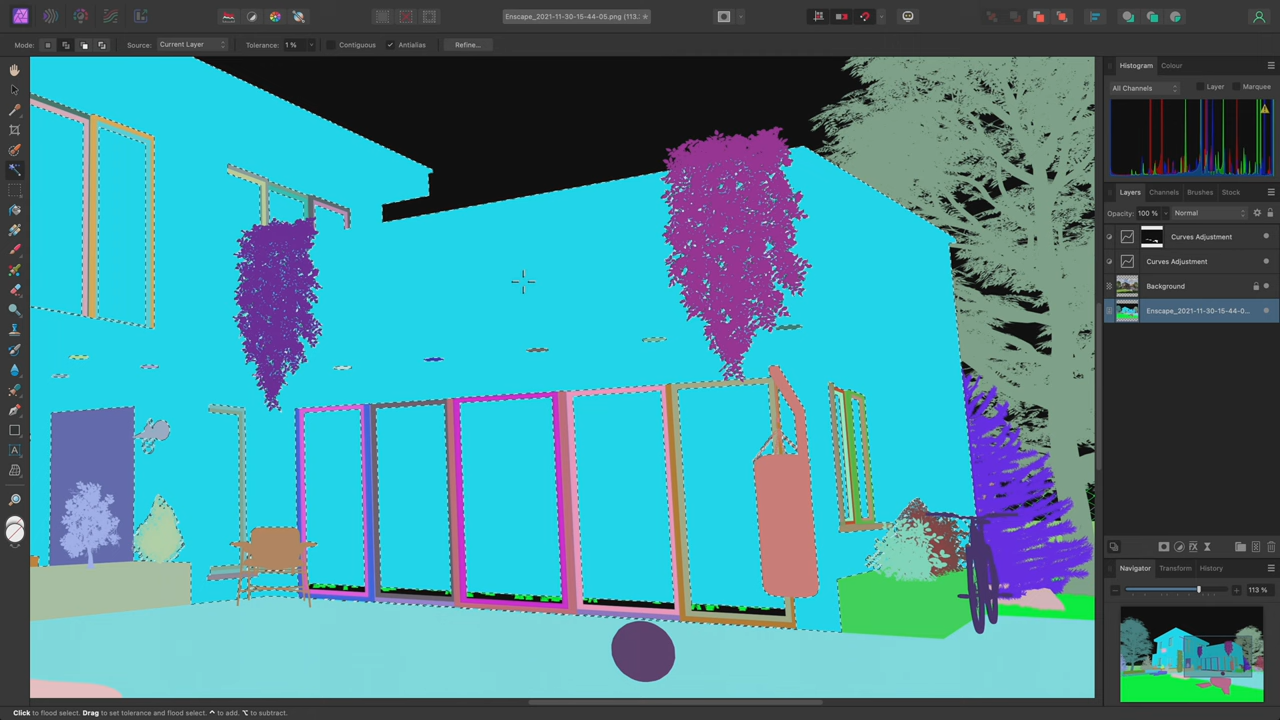 Enscape_2021-11-30-15-44-05.png (113.:
Mode:
Source: Current Layer
Tolerance: 1 %
Contiguous
Antialias
Refine...
Histogram
Colour
All Channels
Layer
Marquee
Layers
Channels
Brushes
Stock
Opacity: 100 %
Normal
Curves Adjustment
Curves Adjustment
Background
Enscape_2021-11-30-15-44-0...
Navigator
Transform
History
113 %
Click to flood select. Drag to set tolerance and flood select. ⌃ to add. ⌥ to subtract.